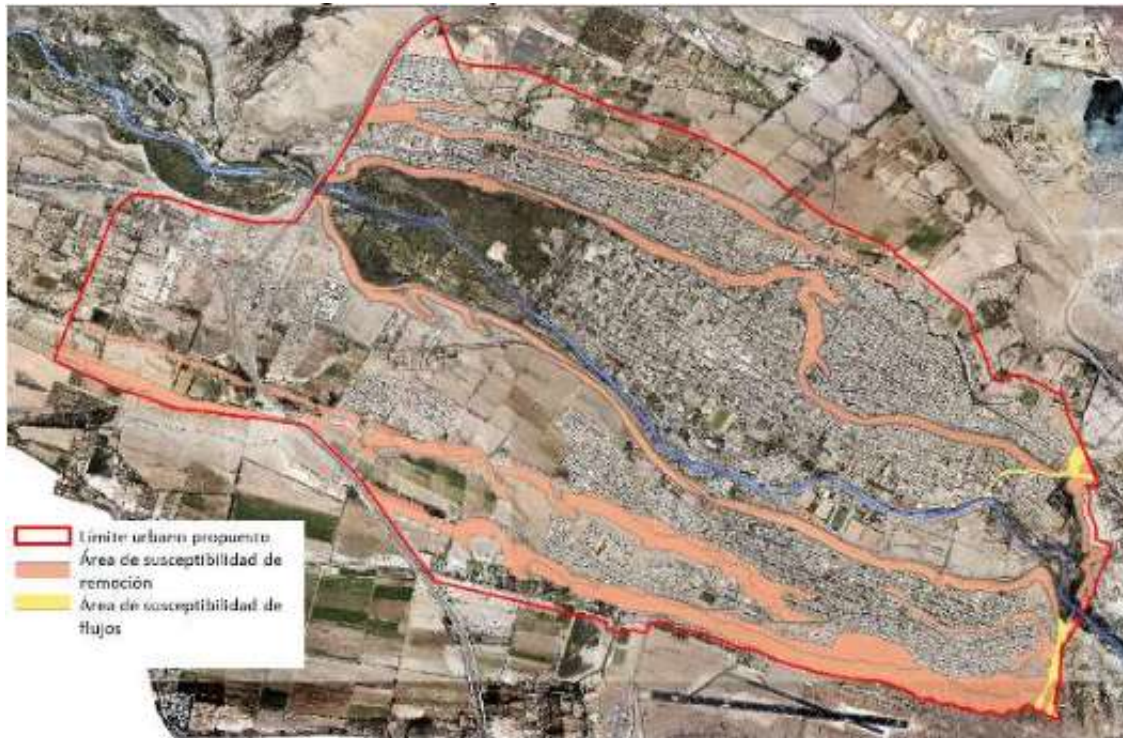 Límite urbano propuesto
Área de susceptibilidad de
remoción
Área de susceptibilidad de
flujos